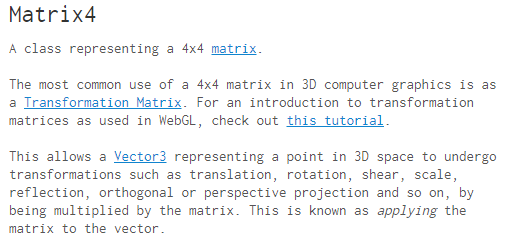 Matrix4
A class representing a 4x4 matrix.
The most common use of a 4x4 matrix in 3D computer graphics is as
a Transformation Matrix. For an introduction to transformation
matrices as used in WebGL, check out this tutorial.
This allows a Vector3 representing a point in 3D space to undergo
transformations such as translation, rotation, shear, scale,
reflection, orthogonal or perspective projection and so on, by
being multiplied by the matrix. This is known as applying the
matrix to the vector.